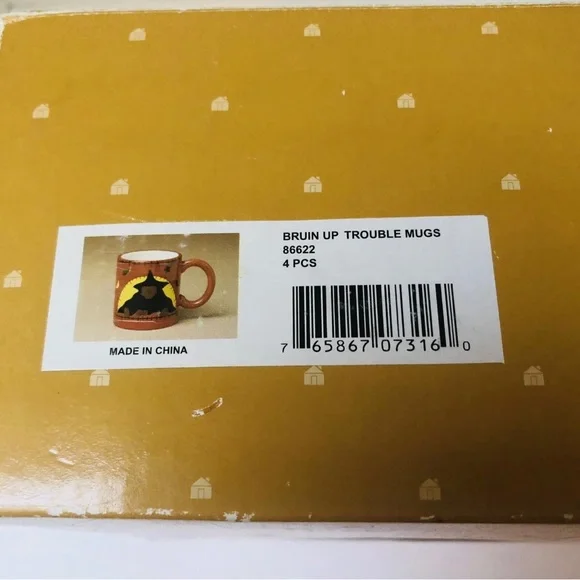 BRUIN UP TROUBLE MUGS
86622
4 PCS
MADE IN CHINA
7 65867 07316 0